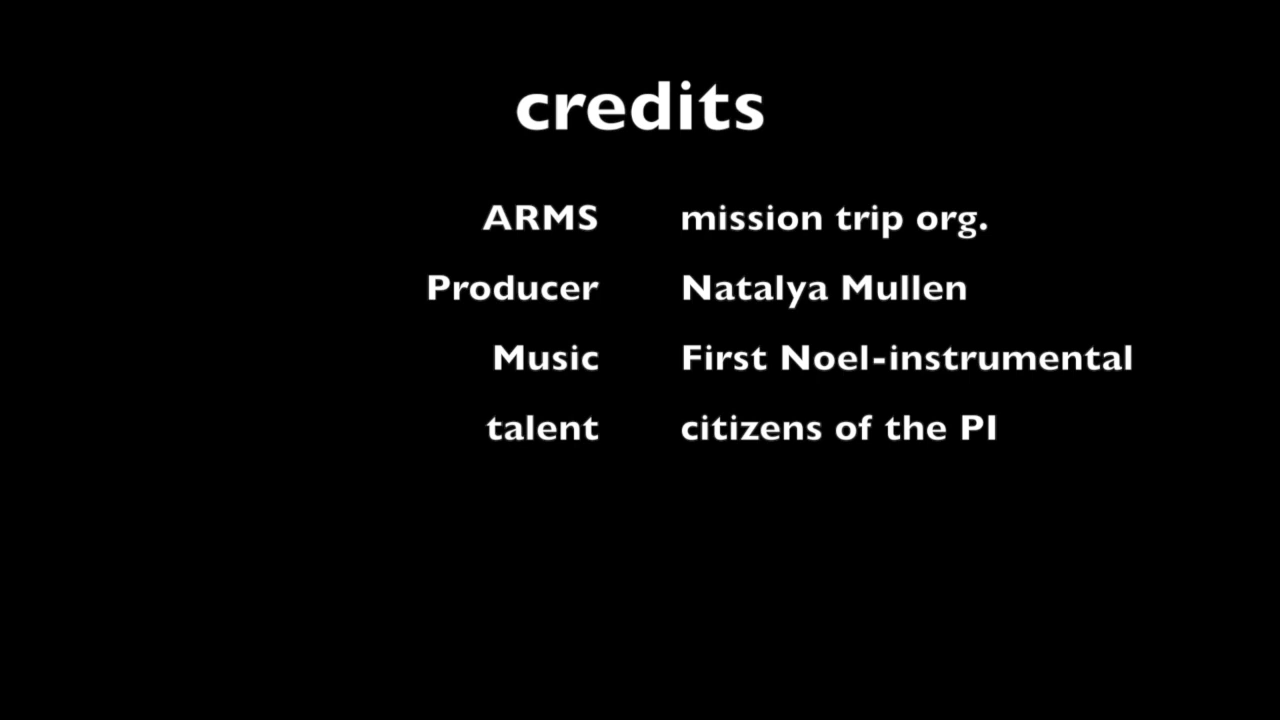 credits
ARMS mission trip org.
Producer Natalya Mullen
Music First Noel-instrumental
talent citizens of the PI